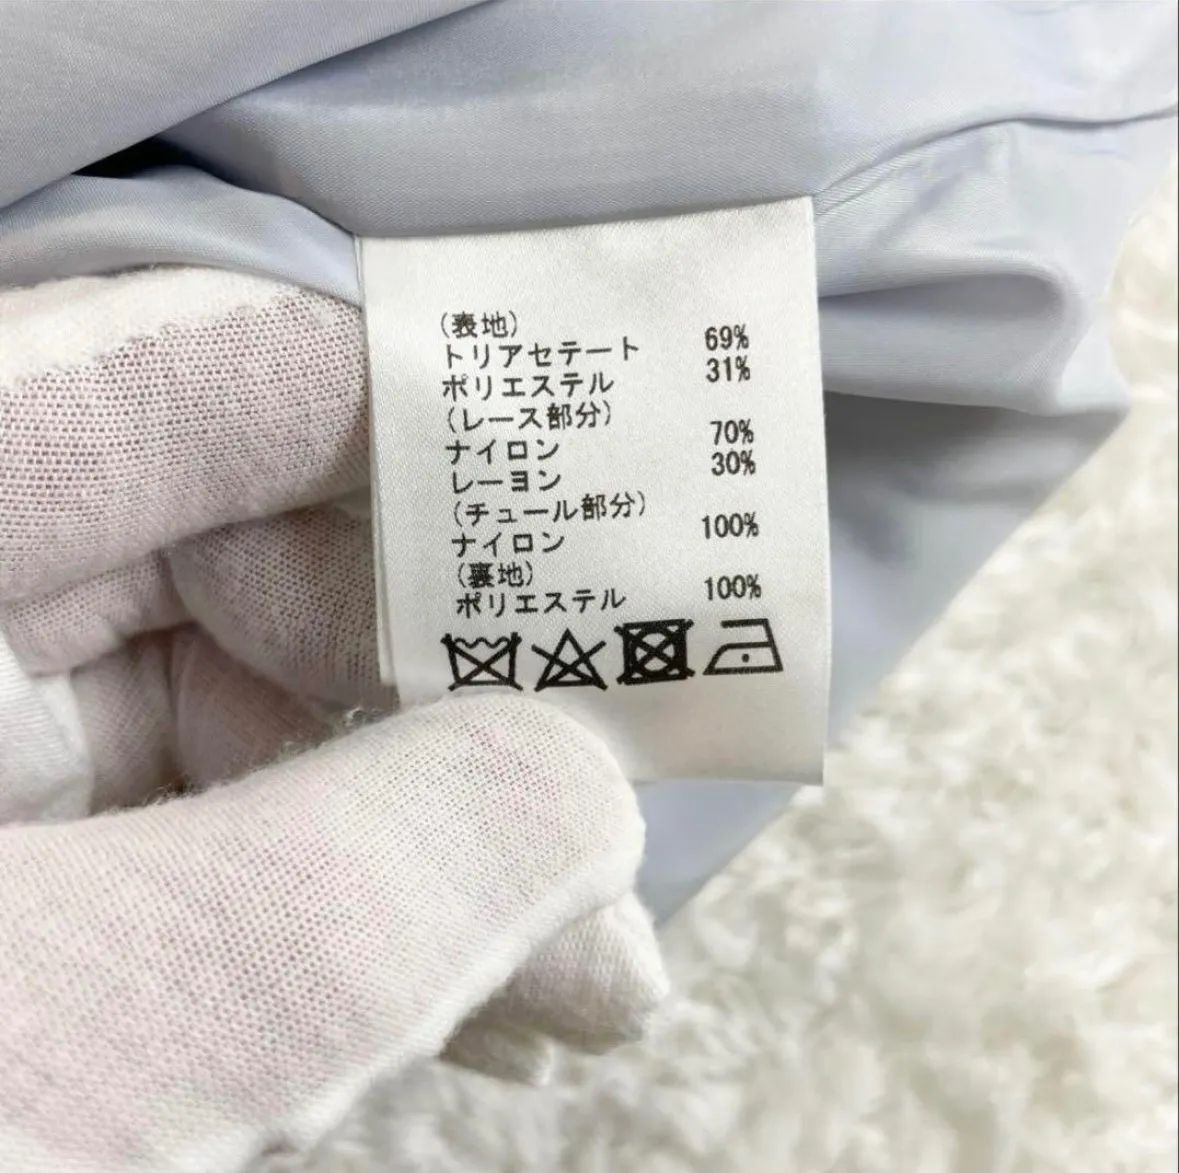 (表地)
トリアセテート 69%
ポリエステル 31%
(レース部分)
ナイロン 70%
レーヨン 30%
(チュール部分)
ナイロン 100%
(裏地)
ポリエステル 100%